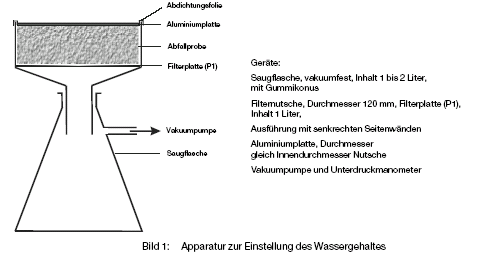 Abdichtungsfolie
Aluminiumplatte
Abfallprobe
Filterplatte (P1)
Vakuumpumpe
Saugflasche
Geräte:
Saugflasche, vakuumfest, Inhalt 1 bis 2 Liter,
mit Gummikonus
Filternutsche, Durchmesser 120 mm, Filterplatte (P1),
Inhalt 1 Liter,
Ausführung mit senkrechten Seitenwänden
Aluminiumplatte, Durchmesser
gleich Innendurchmesser Nutsche
Vakuumpumpe und Unterdruckmanometer
Bild 1: Apparatur zur Einstellung des Wassergehaltes